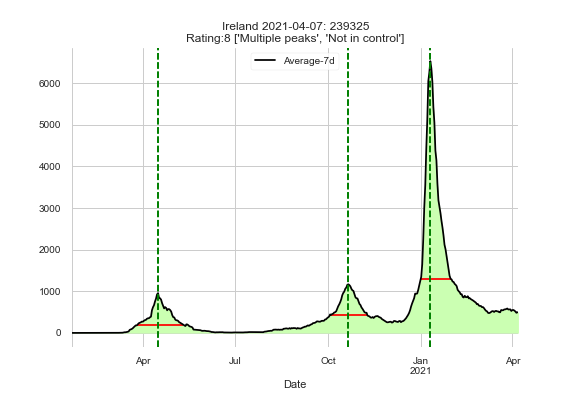 Ireland 2021-04-07: 239325
Rating:8 ['Multiple peaks', 'Not in control']
Average-7d
6000
5000
4000
3000
2000
1000
0
Apr
Jul
Oct
Jan
2021
Apr
Date